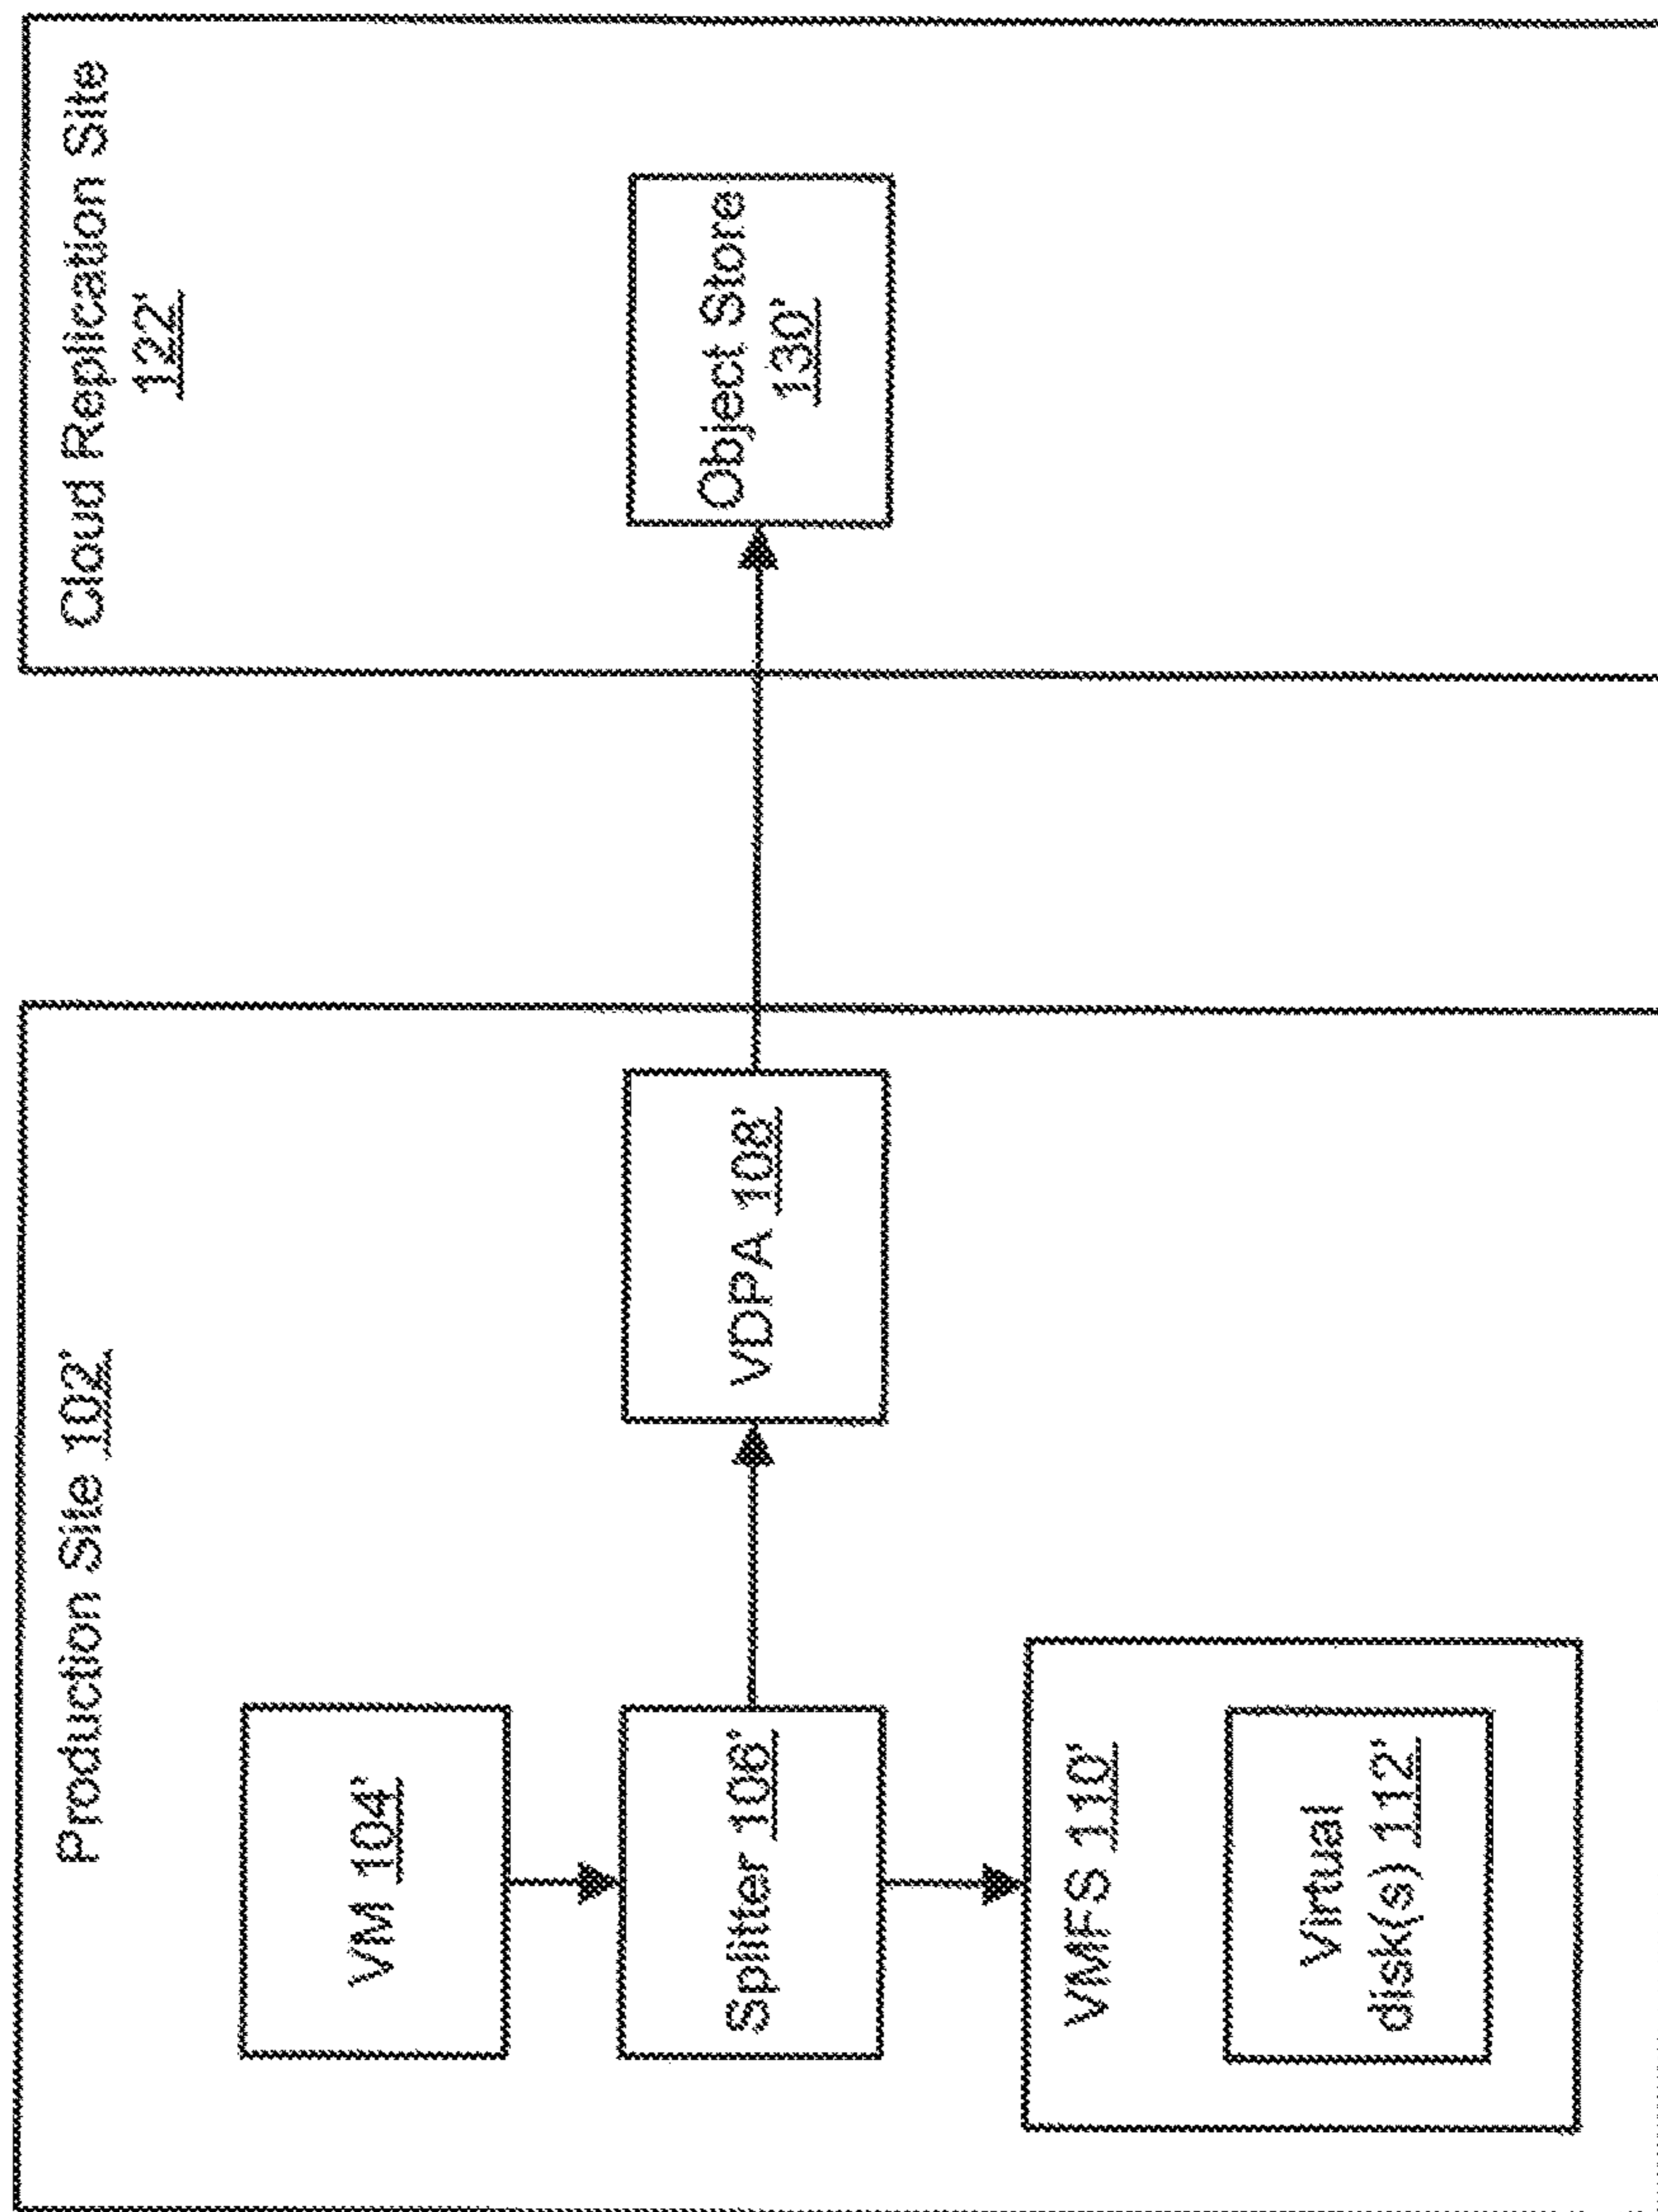 Production Site 102'
VM 104'
Splitter 106'
VMFS 110'
Virtual
disk(s) 112'
VDPA 108'
Cloud Replication Site
122'
Object Store
130'